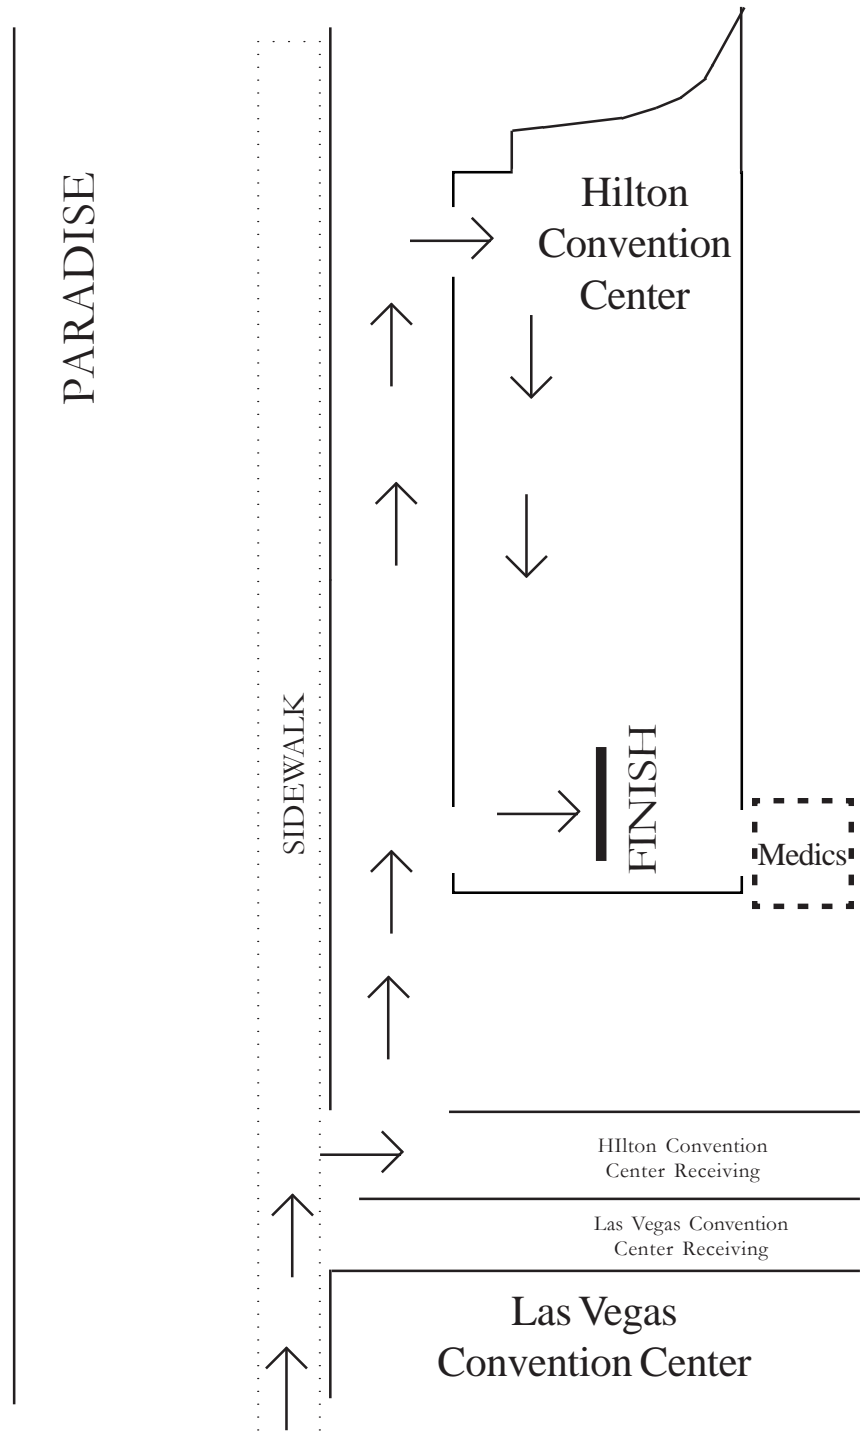 PARADISE
Hilton
Convention
Center
SIDEWALK
FINISH
Medics
HIlton Convention
Center Receiving
Las Vegas Convention
Center Receiving
Las Vegas
Convention Center